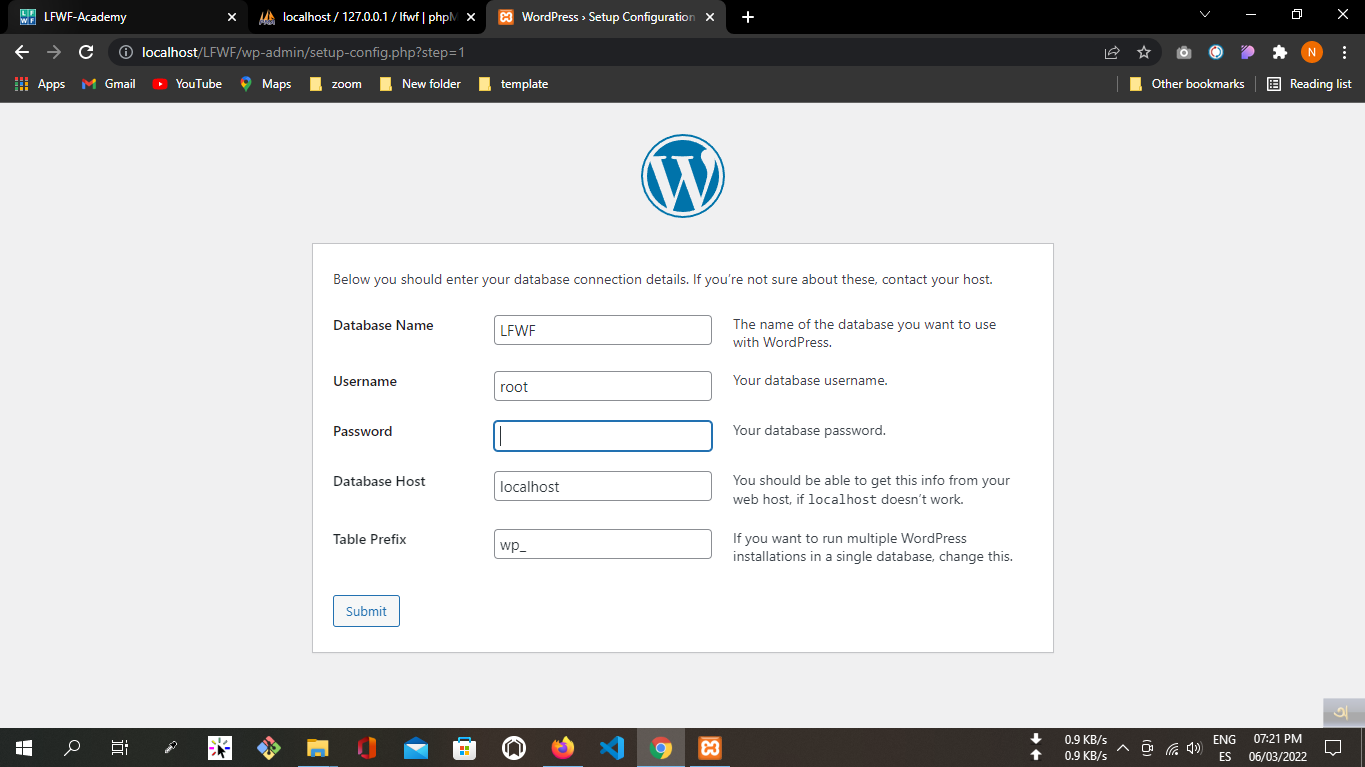 LFWF-Academy
localhost / 127.0.0.1 / lfwf | phpM
WordPress › Setup Configuration
localhost/LFWF/wp-admin/setup-config.php?step=1
N
Apps
Gmail
YouTube
Maps
zoom
New folder
template
Other bookmarks
Reading list
Below you should enter your database connection details. If you’re not sure about these, contact your host.
Database Name
LFWF
The name of the database you want to use
with WordPress.
Username
root
Your database username.
Password
Your database password.
Database Host
localhost
You should be able to get this info from your
web host, if localhost doesn’t work.
Table Prefix
wp_
If you want to run multiple WordPress
installations in a single database, change this.
Submit
অ
0.9 KB/s
0.9 KB/s
ENG
ES
07:21 PM
06/03/2022